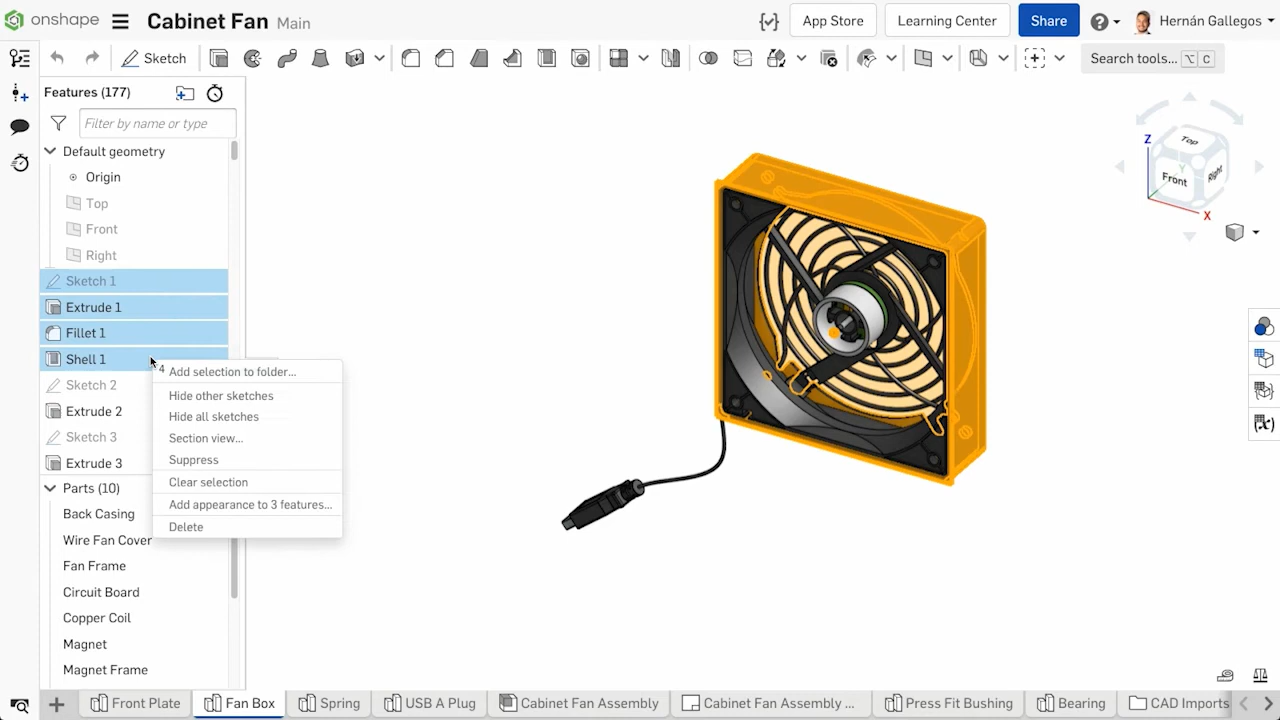 onshape
Cabinet Fan Main
App Store
Learning Center
Share
Hernán Gallegos
Sketch
Search tools... ⌥ C
Features (177)
Filter by name or type
Default geometry
Origin
Top
Front
Right
Sketch 1
Extrude 1
Fillet 1
Shell 1
Sketch 2
Extrude 2
Sketch 3
Extrude 3
4
Add selection to folder...
Hide other sketches
Hide all sketches
Section view...
Suppress
Clear selection
Add appearance to 3 features...
Delete
Parts (10)
Back Casing
Wire Fan Cover
Fan Frame
Circuit Board
Copper Coil
Magnet
Magnet Frame
Z
Top
Front
Right
Y
X
Front Plate
Fan Box
Spring
USB A Plug
Cabinet Fan Assembly
Cabinet Fan Assembly ...
Press Fit Bushing
Bearing
CAD Imports